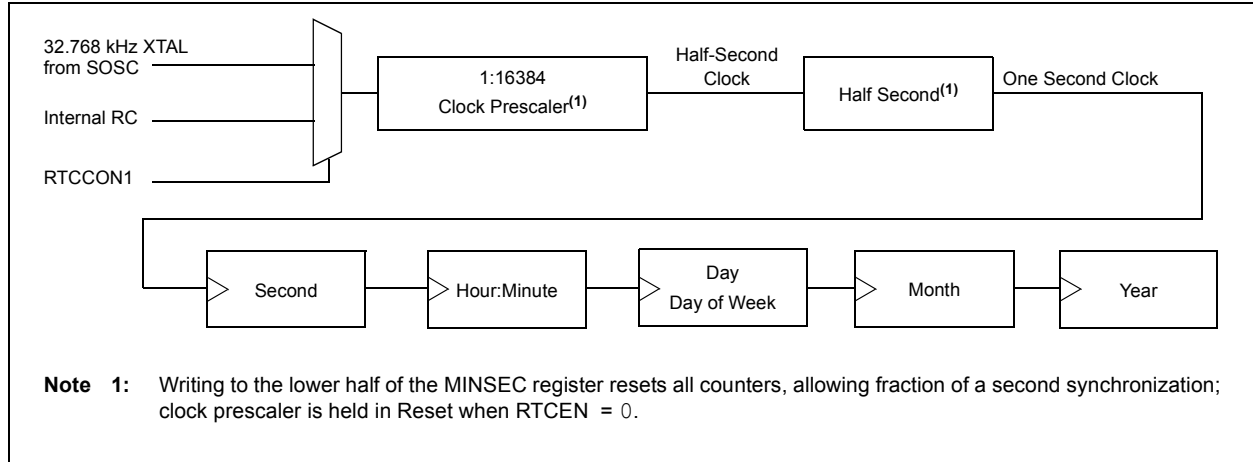 32.768 kHz XTAL
from SOSC
Internal RC
RTCCON1
1:16384
Clock Prescaler(1)
Half-Second
Clock
Half Second(1)
One Second Clock
Second
Hour:Minute
Day
Day of Week
Month
Year
Note 1: Writing to the lower half of the MINSEC register resets all counters, allowing fraction of a second synchronization;
clock prescaler is held in Reset when RTCEN = 0.